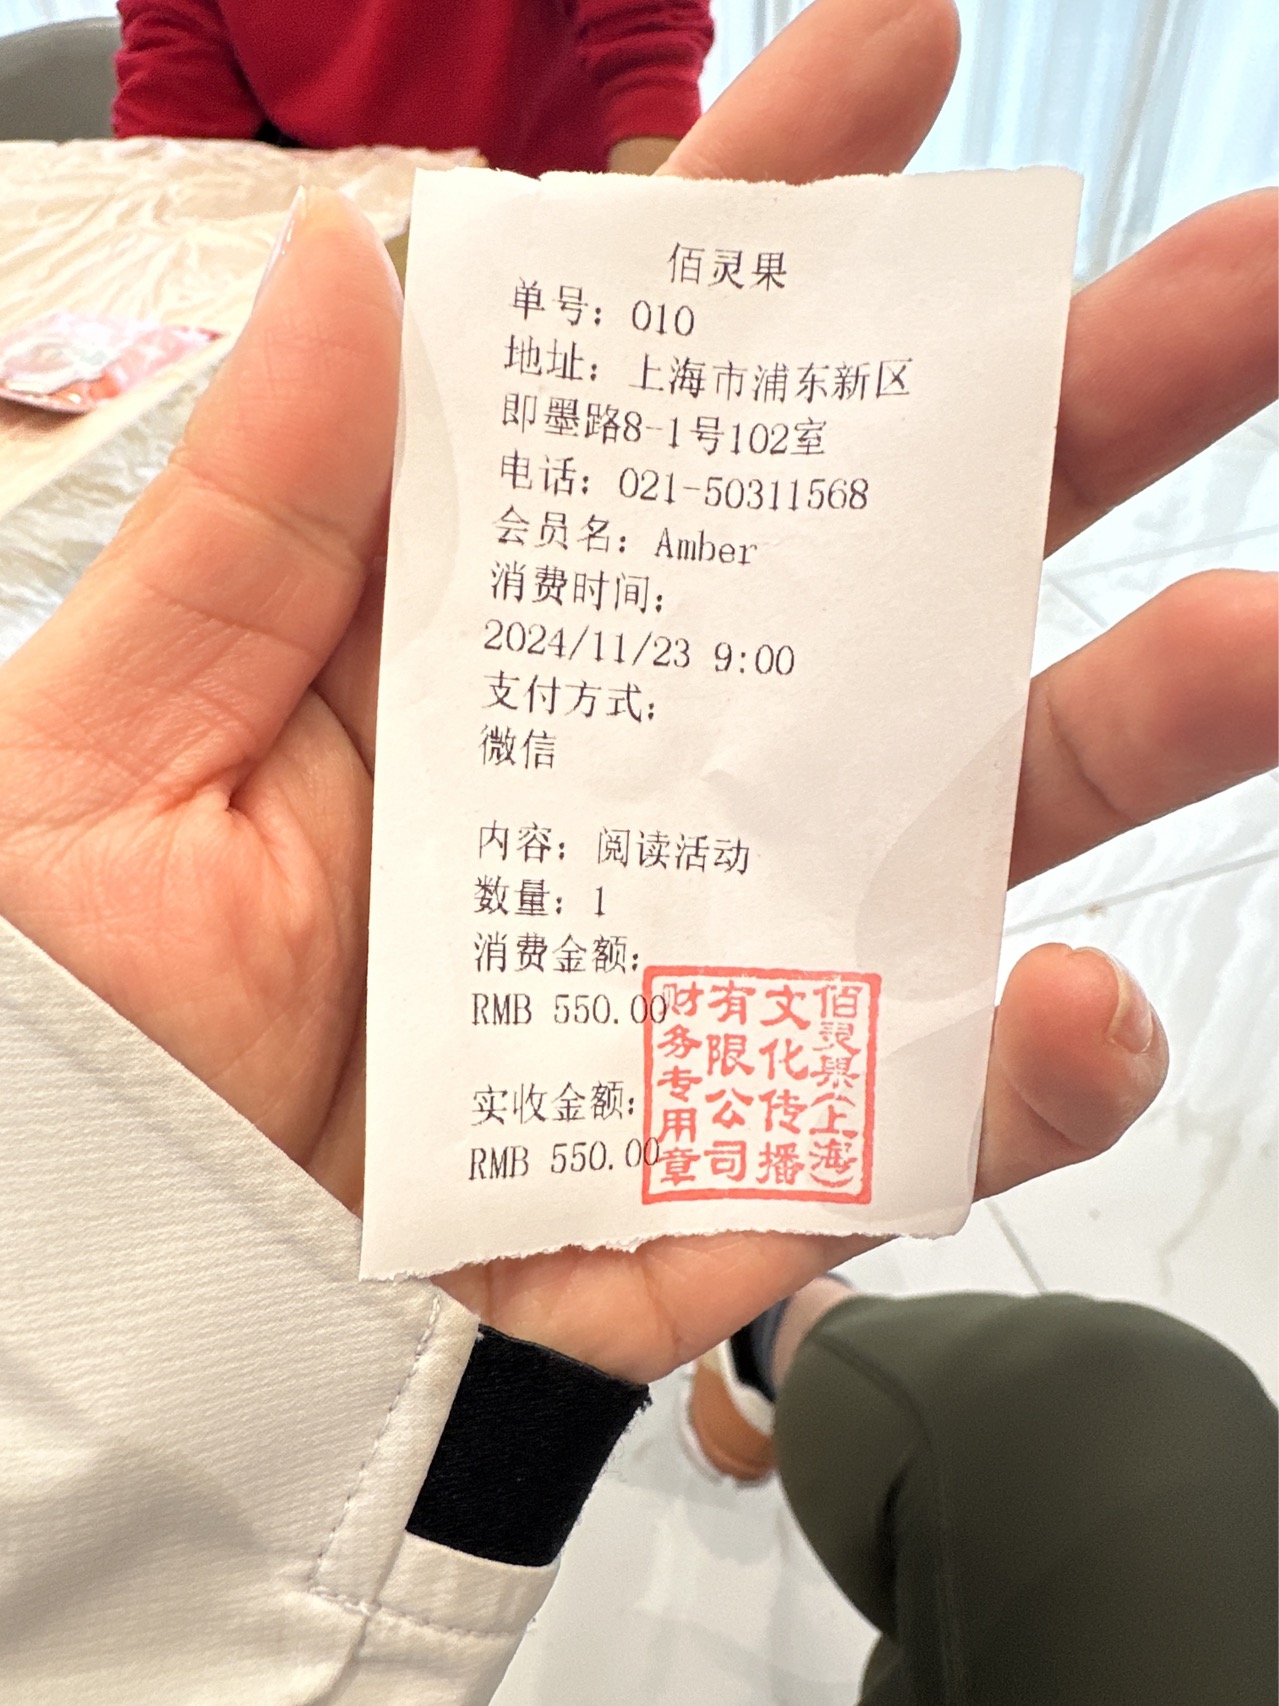 佰灵果
单号：010
地址：上海市浦东新区
即墨路8-1号102室
电话：021-50311568
会员名：Amber
消费时间：
2024/11/23 9:00
支付方式：
微信
内容：阅读活动
数量：1
消费金额：
RMB 550.00
实收金额：
RMB 550.00
佰灵果(上海)
文化传播
有限公司
财务专用章